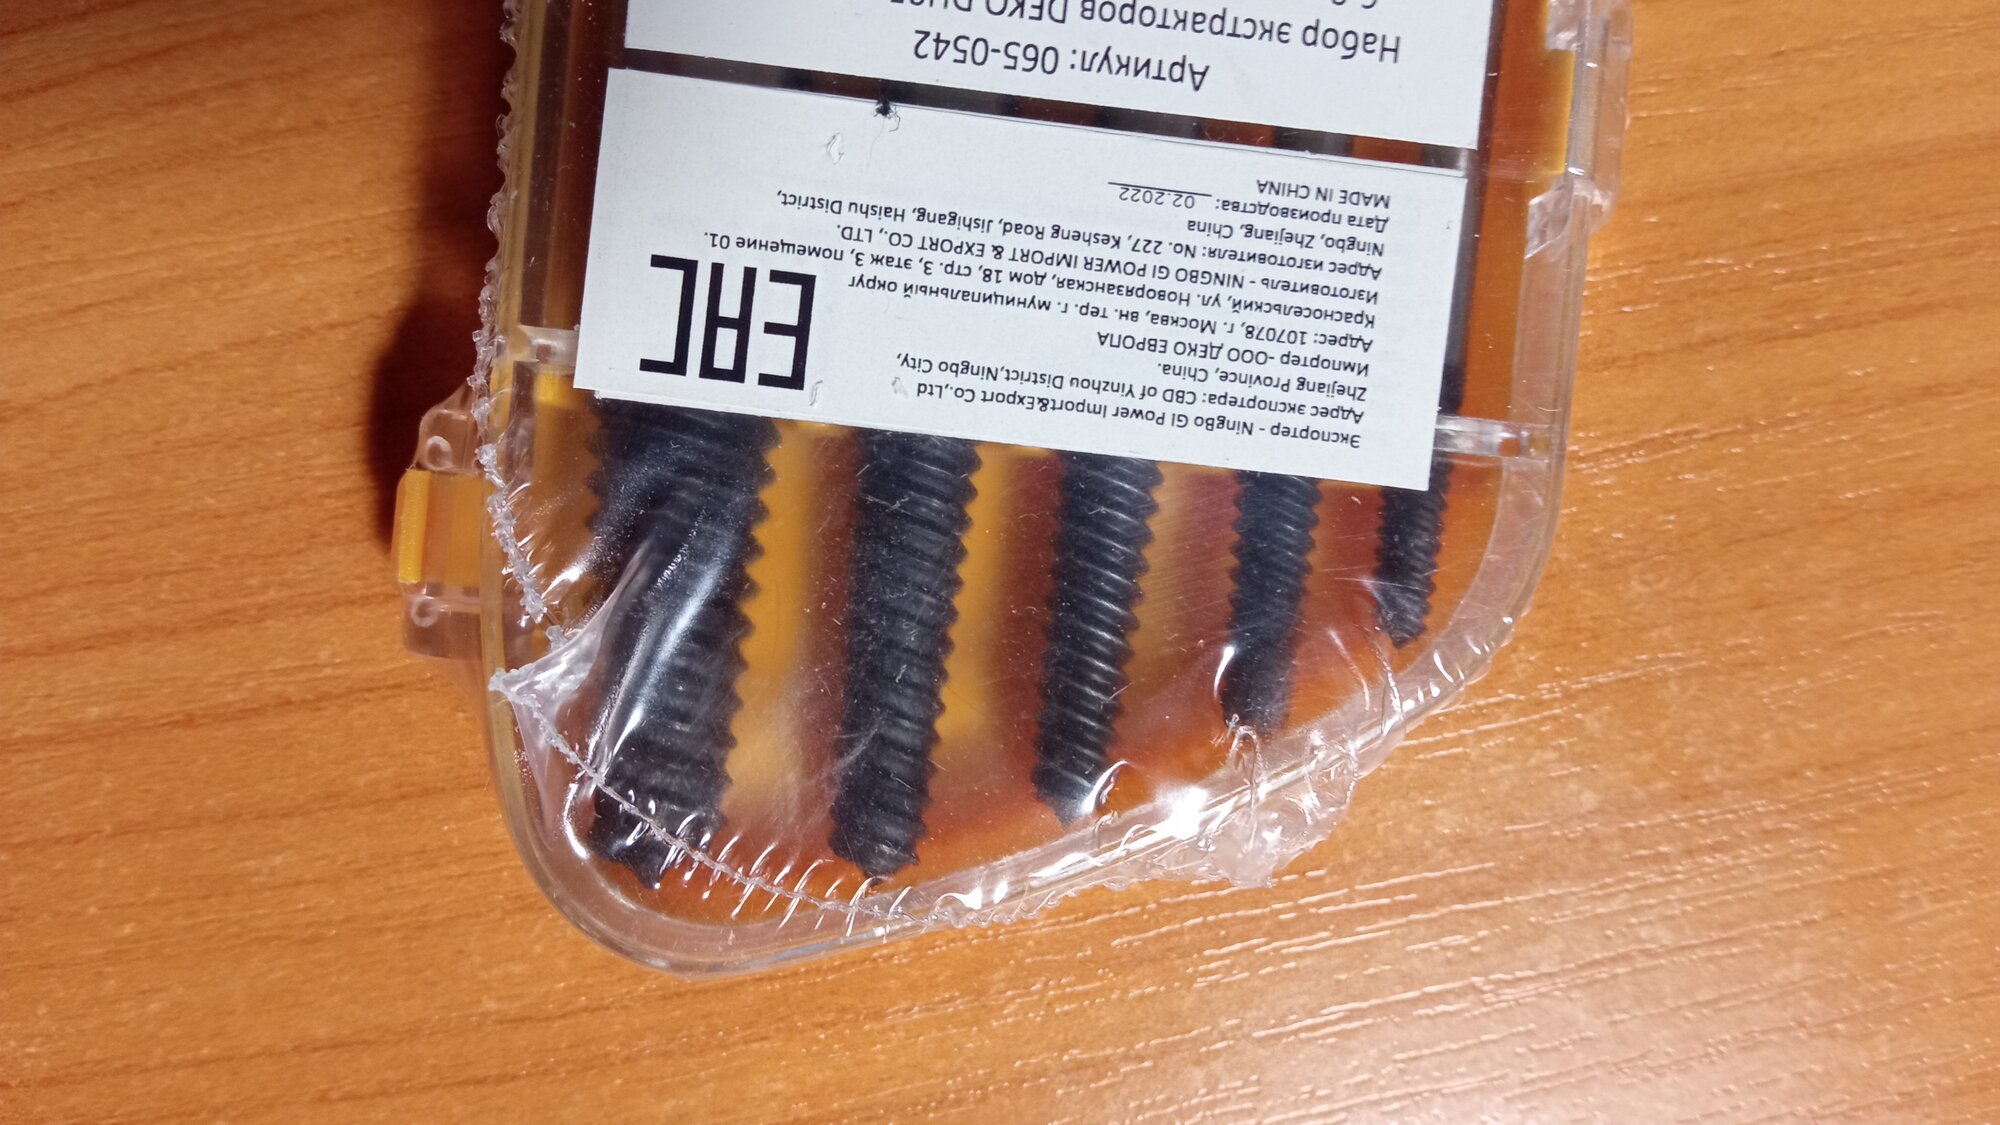 Набор экстракторов DEKO
Артикул: 065-0542
MADE IN CHINA
Дата производства: 02.2022
Ningbo, Zhejiang, China
Адрес изготовителя: No. 227, Kesheng Road, Jishigang, Haishu District,
Изготовитель - NINGBO GI POWER IMPORT & EXPORT CO., LTD.
Красносельский, ул. Новорязанская, дом 18, стр. 3, этаж 3, помещение 01.
Адрес: 107078, г. Москва, вн. тер. г. муниципальный округ
Импортер -ООО ДЕКО ЕВРОПА
Zhejiang Province, China.
Адрес экспортера: CBD of Yinzhou District,Ningbo City,
Экспортер - NingBo GI Power Import&Export Co.,Ltd
EAC